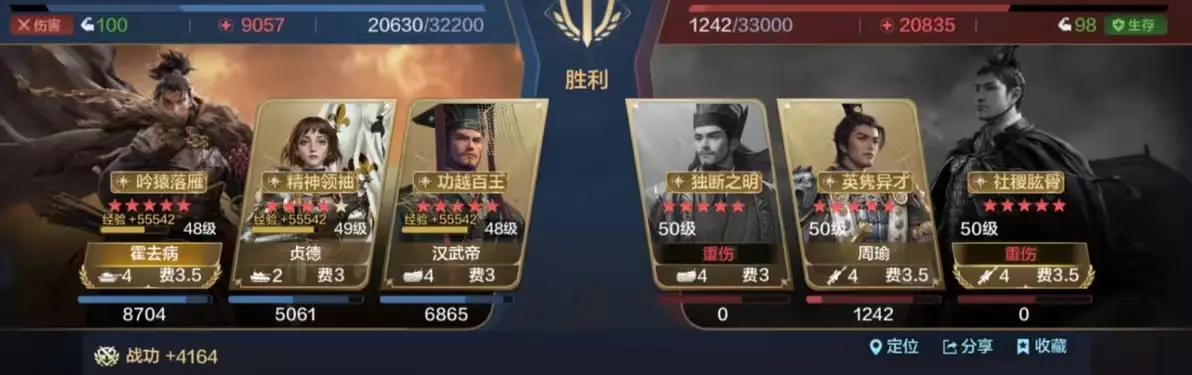 伤害 100 9057 20630/32200
1242/33000 20835 98 生存
胜利
吟猿落雁 精神领袖 功越百王 独断之明 英隽异才 社稷肱骨
经验 +55542 经验 +55542 经验 +55542
48级 49级 48级 50级 50级 50级
霍去病 贞德 汉武帝 重伤 周瑜 重伤
4 费3.5 2 费3 4 费3 4 费3 4 费3.5 4 费3.5
8704 5061 6865 0 1242 0
战功 +4164
定位 分享 收藏